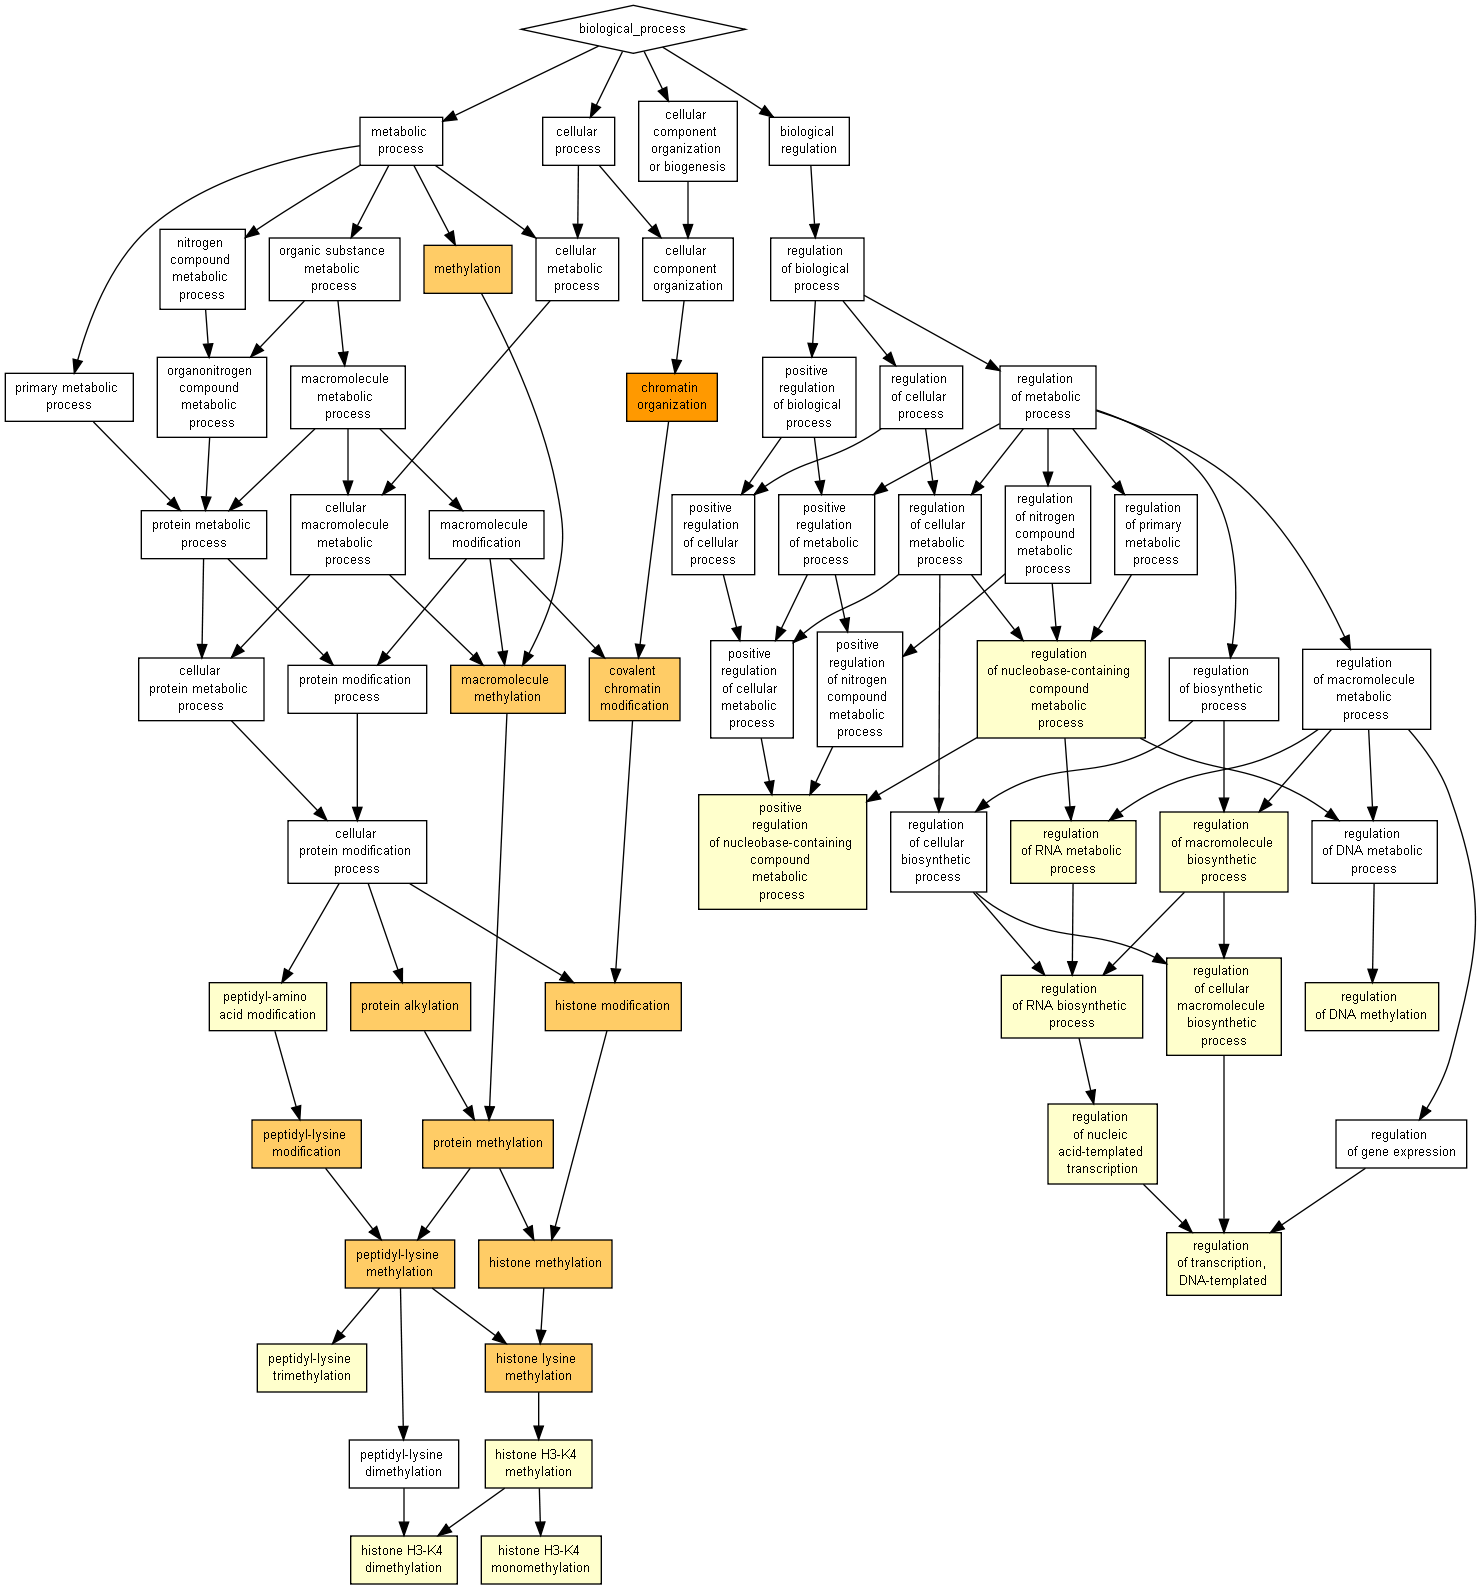 biological_process
metabolic
process
cellular
process
cellular
component
organization
or biogenesis
biological
regulation
nitrogen
compound
metabolic
process
organic substance
metabolic
process
methylation
cellular
metabolic
process
cellular
component
organization
regulation
of biological
process
primary metabolic
process
organonitrogen
compound
metabolic
process
macromolecule
metabolic
process
chromatin
organization
positive
regulation
of biological
process
regulation
of cellular
process
regulation
of metabolic
process
protein metabolic
process
cellular
macromolecule
metabolic
process
macromolecule
modification
positive
regulation
of cellular
process
positive
regulation
of metabolic
process
regulation
of cellular
metabolic
process
regulation
of nitrogen
compound
metabolic
process
regulation
of primary
metabolic
process
cellular
protein metabolic
process
protein modification
process
macromolecule
methylation
covalent
chromatin
modification
positive
regulation
of cellular
metabolic
process
positive
regulation
of nitrogen
compound
metabolic
process
regulation
of nucleobase-containing
compound
metabolic
process
regulation
of biosynthetic
process
regulation
of macromolecule
metabolic
process
cellular
protein modification
process
positive
regulation
of nucleobase-containing
compound
metabolic
process
regulation
of cellular
biosynthetic
process
regulation
of RNA metabolic
process
regulation
of macromolecule
biosynthetic
process
regulation
of DNA metabolic
process
peptidyl-amino
acid modification
protein alkylation
histone modification
regulation
of RNA biosynthetic
process
regulation
of cellular
macromolecule
biosynthetic
process
regulation
of DNA methylation
peptidyl-lysine
modification
protein methylation
regulation
of nucleic
acid-templated
transcription
regulation
of gene expression
peptidyl-lysine
methylation
histone methylation
regulation
of transcription,
DNA-templated
peptidyl-lysine
trimethylation
histone lysine
methylation
peptidyl-lysine
dimethylation
histone H3-K4
methylation
histone H3-K4
dimethylation
histone H3-K4
monomethylation